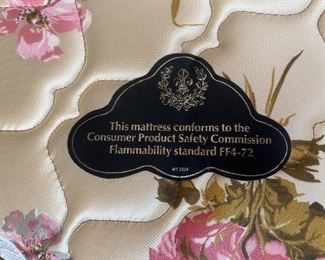 This mattress conforms to the
Consumer Product Safety Commission
Flammability standard FF4-72